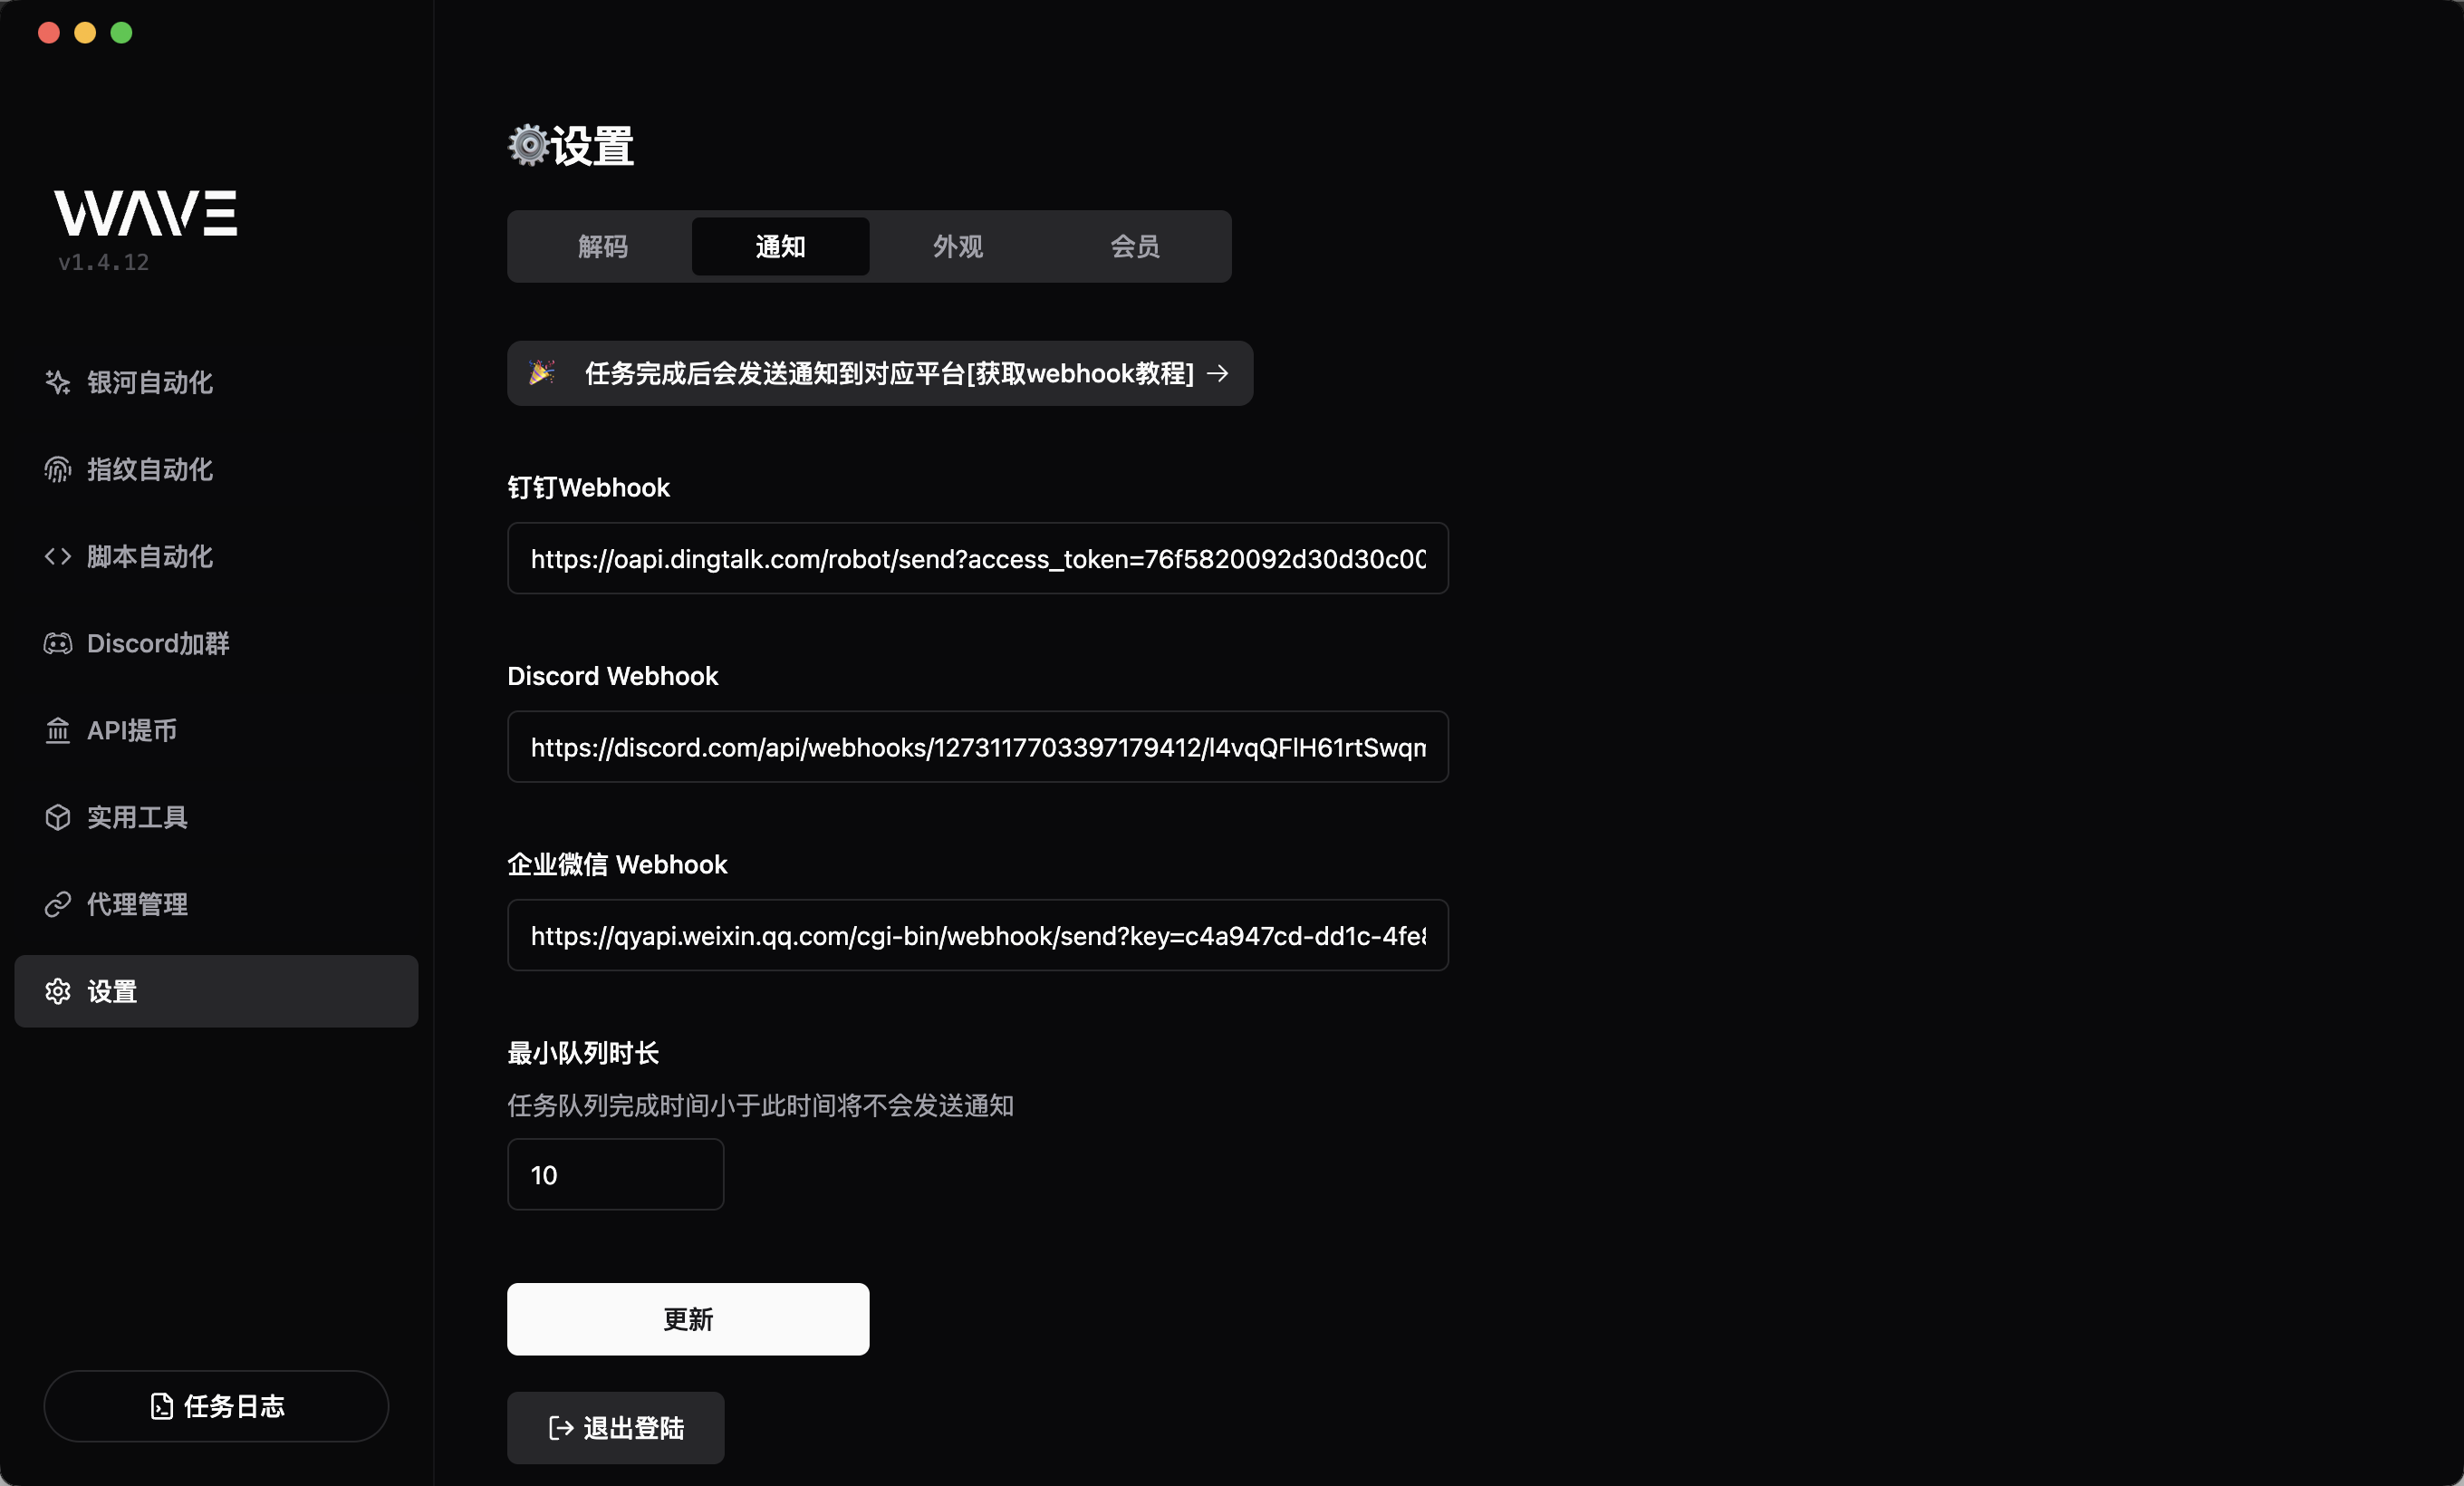 WAVE
v1.4.12
银河自动化
指纹自动化
脚本自动化
Discord加群
API提币
实用工具
代理管理
设置
任务日志
设置
解码 通知 外观 会员
任务完成后会发送通知到对应平台[获取webhook教程] →
钉钉Webhook
https://oapi.dingtalk.com/robot/send?access_token=76f5820092d30d30c00
Discord Webhook
https://discord.com/api/webhooks/1273117703397179412/l4vqQFlH61rtSwqm
企业微信 Webhook
https://qyapi.weixin.qq.com/cgi-bin/webhook/send?key=c4a947cd-dd1c-4fe8
最小队列时长
任务队列完成时间小于此时间将不会发送通知
10
更新
退出登陆